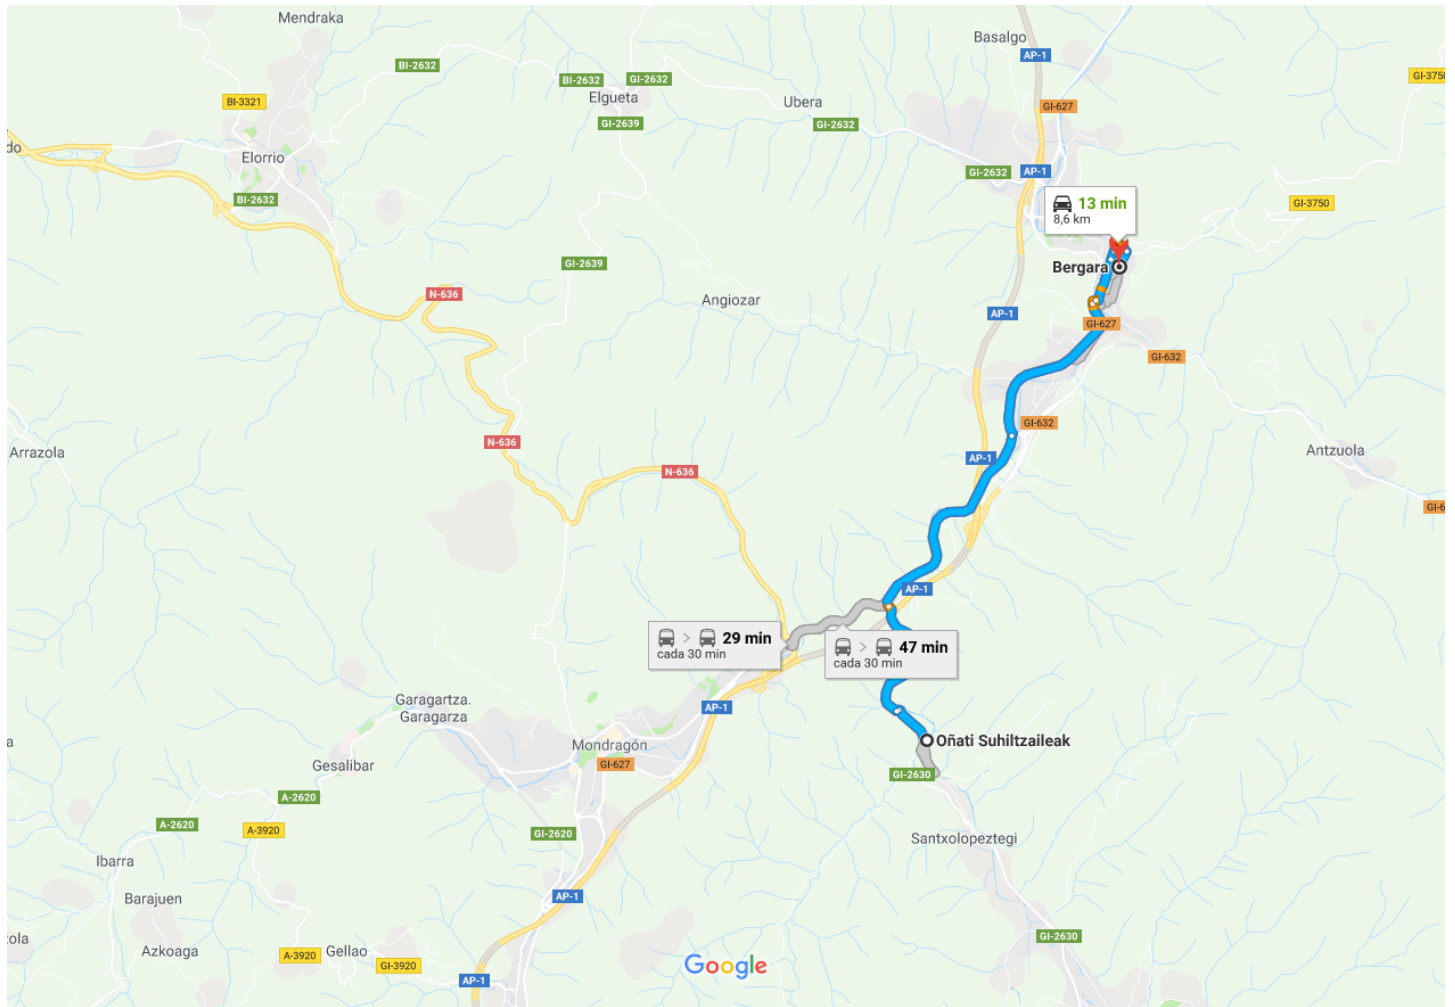 Mendraka
Basalgo
AP-1
BI-2632
GI-2632
BI-2632
GI-3750
Elgueta
BI-3321
Ubera
GI-627
GI-2639
GI-2632
do
Elorrio
GI-2632
AP-1
BI-2632
13 min
8,6 km
GI-3750
GI-2639
Bergara
N-636
Angiozar
AP-1
GI-627
GI-632
GI-632
N-636
Arrazola
Antzuola
AP-1
N-636
GI-6
AP-1
29 min
cada 30 min
47 min
cada 30 min
Garagartza.
Garagarza
AP-1
a
Mondragón
Oñati Suhiltzaileak
Gesalibar
GI-627
GI-2630
A-2620
A-2620
A-3920
GI-2620
Santxolopeztegi
Ibarra
Barajuen
AP-1
zola
Azkoaga
A-3920
Gellao
GI-3920
Google
GI-2630
AP-1